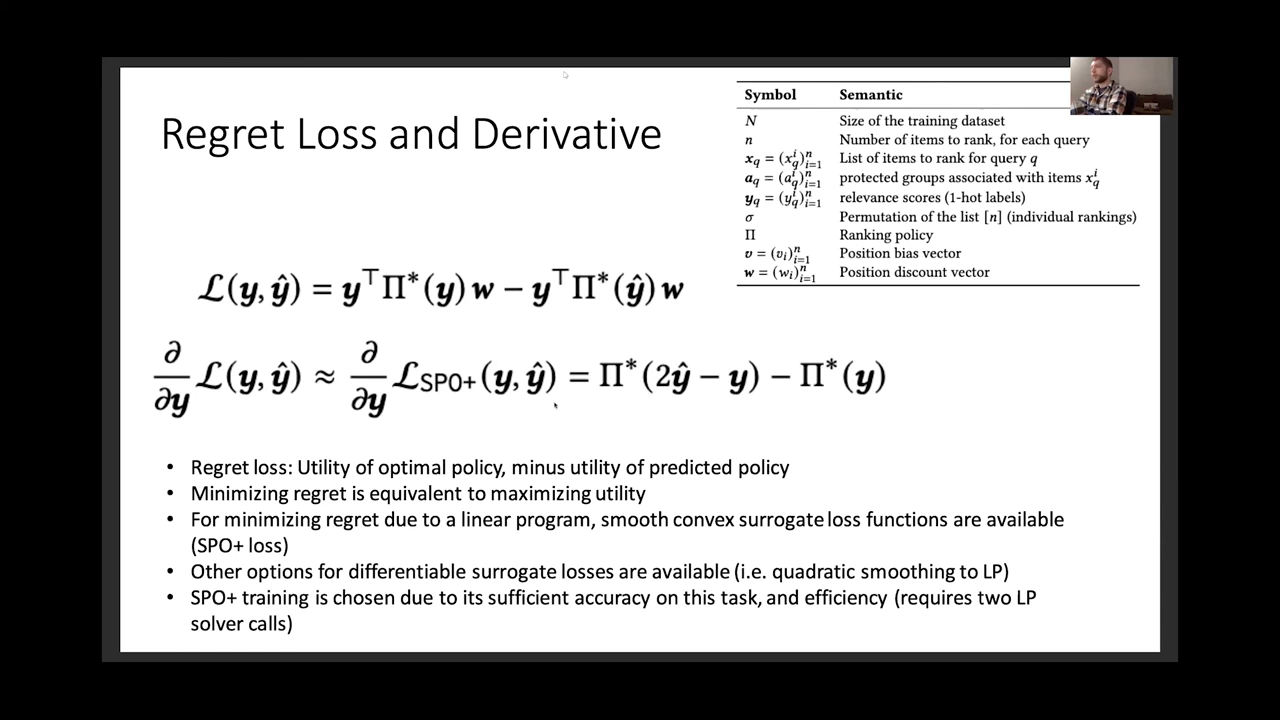 Regret Loss and Derivative
Symbol Semantic
N Size of the training dataset
n Number of items to rank, for each query
x_q = (x_q^i)_{i=1}^n List of items to rank for query q
a_q = (a_q^i)_{i=1}^n protected groups associated with items x_q^i
y_q = (y_q^i)_{i=1}^n relevance scores (1-hot labels)
σ Permutation of the list [n] (individual rankings)
Π Ranking policy
v = (v_i)_{i=1}^n Position bias vector
w = (w_i)_{i=1}^n Position discount vector
ℒ(y, ŷ) = y^⊤ Π*(y) w − y^⊤ Π*(ŷ) w
∂/∂y ℒ(y, ŷ) ≈ ∂/∂y ℒ_{SPO+}(y, ŷ) = Π*(2ŷ − y) − Π*(y)
• Regret loss: Utility of optimal policy, minus utility of predicted policy
• Minimizing regret is equivalent to maximizing utility
• For minimizing regret due to a linear program, smooth convex surrogate loss functions are available
(SPO+ loss)
• Other options for differentiable surrogate losses are available (i.e. quadratic smoothing to LP)
• SPO+ training is chosen due to its sufficient accuracy on this task, and efficiency (requires two LP
solver calls)